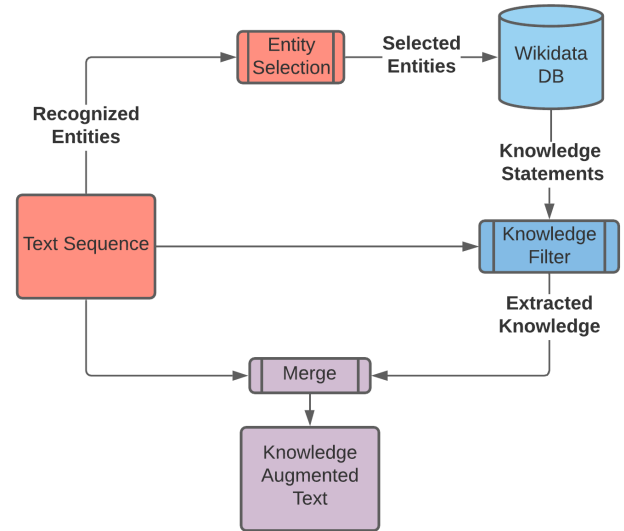 Entity
Selection
Selected
Entities
Wikidata
DB
Recognized
Entities
Knowledge
Statements
Text Sequence
Knowledge
Filter
Extracted
Knowledge
Merge
Knowledge
Augmented
Text